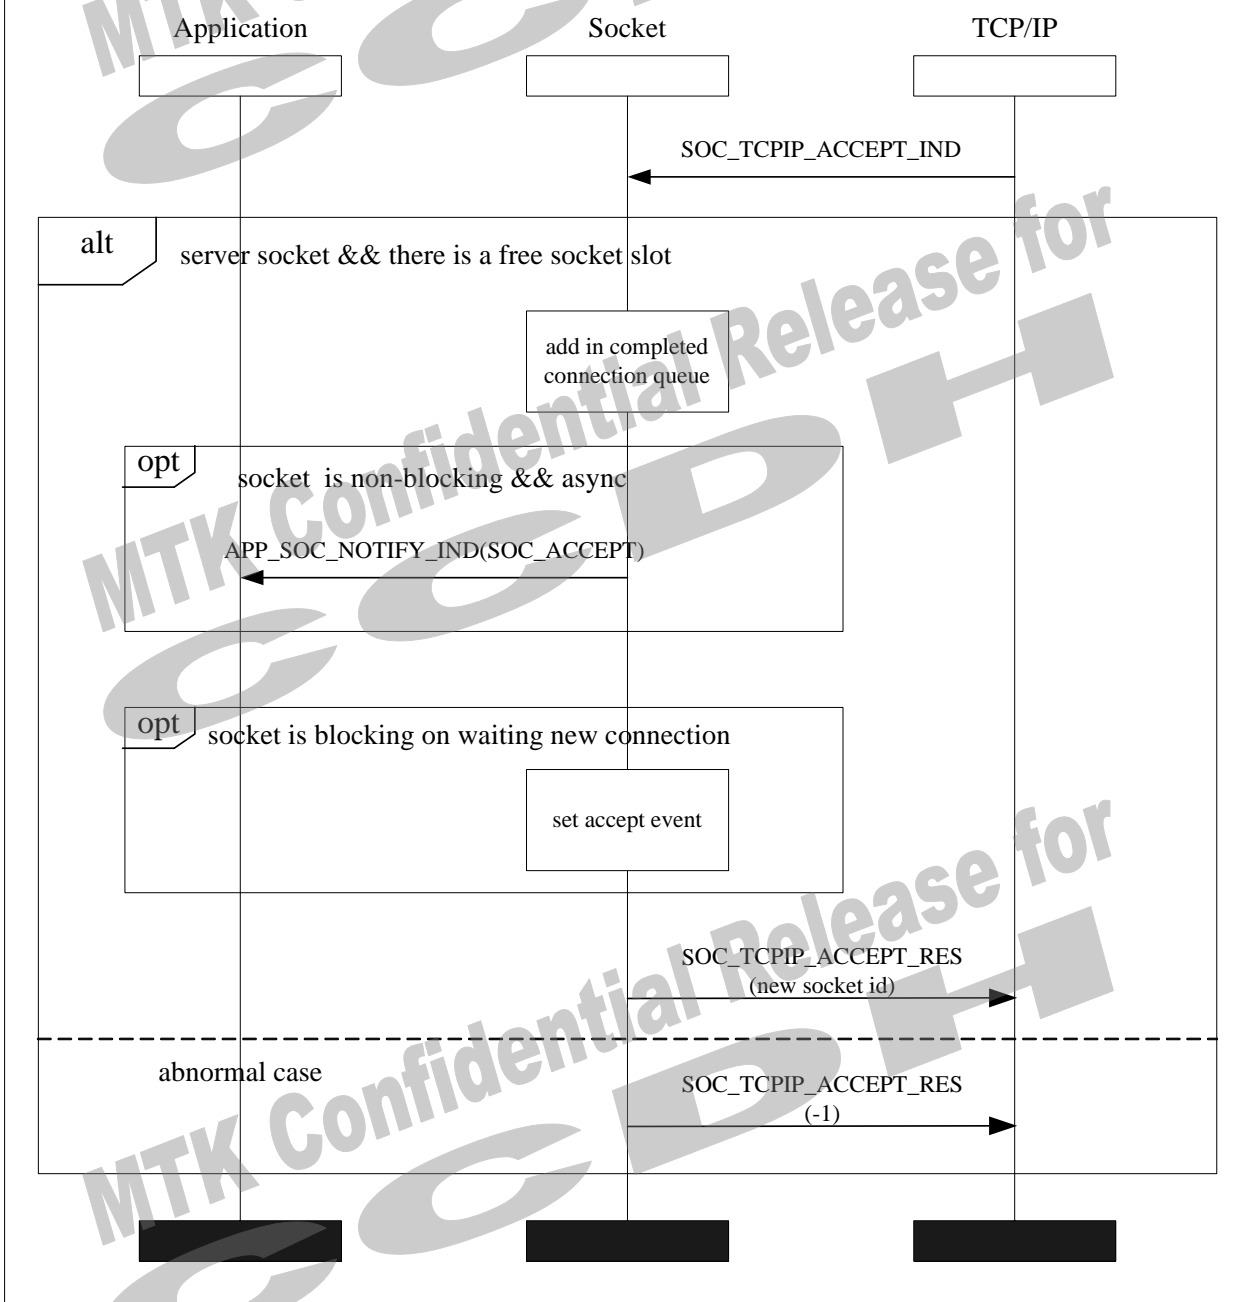 Application Socket TCP/IP
SOC_TCPIP_ACCEPT_IND
alt
server socket && there is a free socket slot
add in completed
connection queue
opt
socket is non-blocking && async
APP_SOC_NOTIFY_IND(SOC_ACCEPT)
opt
socket is blocking on waiting new connection
set accept event
SOC_TCPIP_ACCEPT_RES
(new socket id)
abnormal case
SOC_TCPIP_ACCEPT_RES
(-1)
MTK Confidential Release for
CCDH
MTK Confidential Release for
CCDH